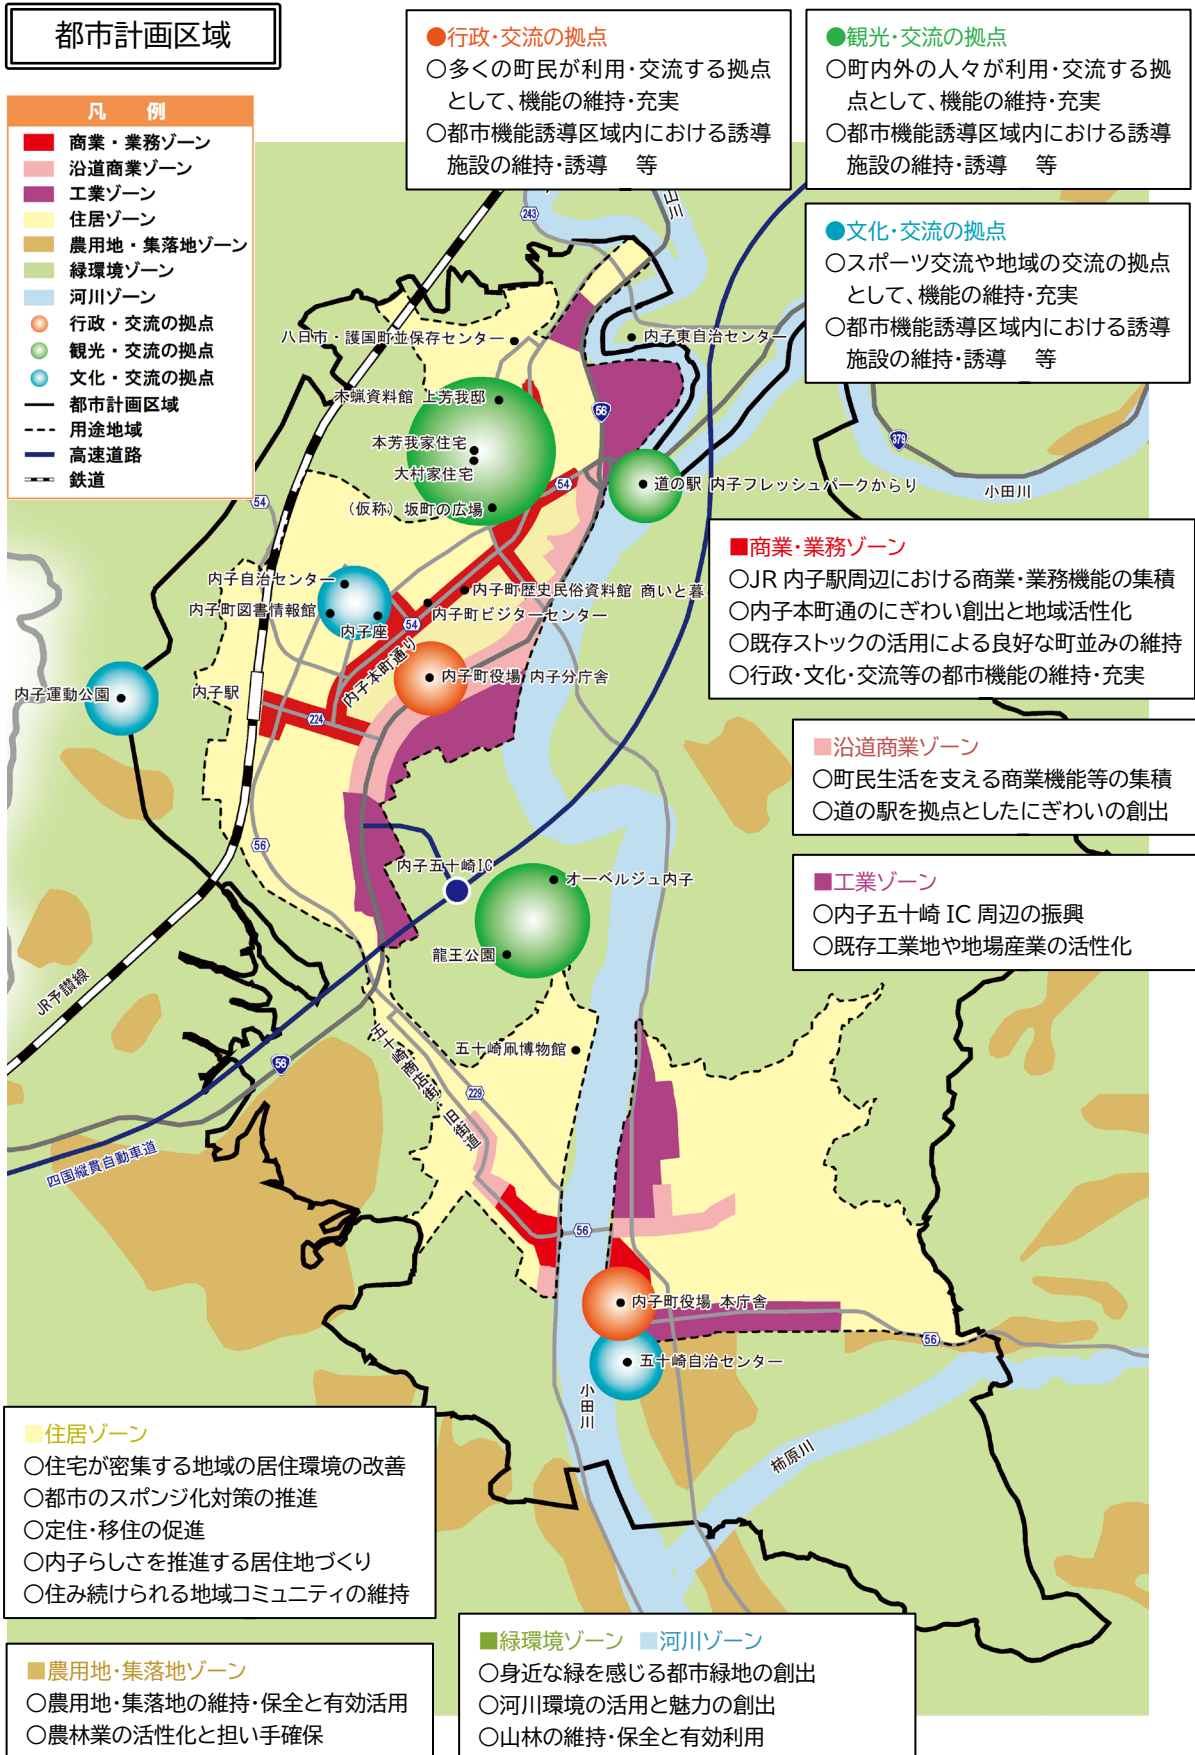 都市計画区域
凡 例
商業・業務ゾーン
沿道商業ゾーン
工業ゾーン
住居ゾーン
農用地・集落地ゾーン
緑環境ゾーン
河川ゾーン
行政・交流の拠点
観光・交流の拠点
文化・交流の拠点
都市計画区域
用途地域
高速道路
鉄道
●行政・交流の拠点
○多くの町民が利用・交流する拠点
として、機能の維持・充実
○都市機能誘導区域内における誘導
施設の維持・誘導 等
●観光・交流の拠点
○町内外の人々が利用・交流する拠
点として、機能の維持・充実
○都市機能誘導区域内における誘導
施設の維持・誘導 等
●文化・交流の拠点
○スポーツ交流や地域の交流の拠点
として、機能の維持・充実
○都市機能誘導区域内における誘導
施設の維持・誘導 等
243
八日市・護国町並保存センター
内子東自治センター
木蝋資料館 上芳我邸
56
379
本芳我家住宅
大村家住宅
54
道の駅 内子フレッシュパークからり
小田川
54
(仮称)坂町の広場
■商業・業務ゾーン
○JR内子駅周辺における商業・業務機能の集積
○内子本町通のにぎわい創出と地域活性化
○既存ストックの活用による良好な町並みの維持
○行政・文化・交流等の都市機能の維持・充実
内子自治センター
内子町歴史民俗資料館 商いと暮
内子町図書情報館
内子町ビジターセンター
内子座
54
内子本町通り
内子町役場 内子分庁舎
内子運動公園
内子駅
224
■沿道商業ゾーン
○町民生活を支える商業機能等の集積
○道の駅を拠点としたにぎわいの創出
56
内子五十崎IC
オーベルジュ内子
■工業ゾーン
○内子五十崎IC周辺の振興
○既存工業地や地場産業の活性化
龍王公園
JR予讃線
五十崎凧博物館
56
五十崎商店街・旧街道
229
四国縦貫自動車道
56
内子町役場 本庁舎
56
五十崎自治センター
小田川
柿原川
■住居ゾーン
○住宅が密集する地域の居住環境の改善
○都市のスポンジ化対策の推進
○定住・移住の促進
○内子らしさを推進する居住地づくり
○住み続けられる地域コミュニティの維持
■農用地・集落地ゾーン
○農用地・集落地の維持・保全と有効活用
○農林業の活性化と担い手確保
■緑環境ゾーン ■河川ゾーン
○身近な緑を感じる都市緑地の創出
○河川環境の活用と魅力の創出
○山林の維持・保全と有効利用